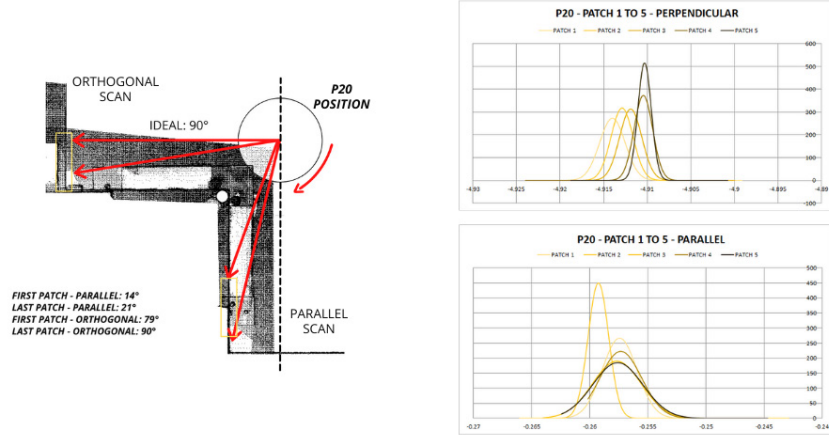 ORTHOGONAL
SCAN
P20
POSITION
IDEAL: 90°
FIRST PATCH - PARALLEL: 14°
LAST PATCH - PARALLEL: 21°
FIRST PATCH - ORTHOGONAL: 79°
LAST PATCH - ORTHOGONAL: 90°
PARALLEL
SCAN
P20 - PATCH 1 TO 5 - PERPENDICULAR
PATCH 1 PATCH 2 PATCH 3 PATCH 4 PATCH 5
600
500
400
300
200
100
0
-100
-4.93 -4.92 -4.915 -4.91 -4.9 -4.89 -4.88
P20 - PATCH 1 TO 5 - PARALLEL
PATCH 1 PATCH 2 PATCH 3 PATCH 4 PATCH 5
500
450
400
350
300
250
200
150
100
50
0
-0.27 -0.265 -0.26 -0.255 -0.25 -0.245 -0.24